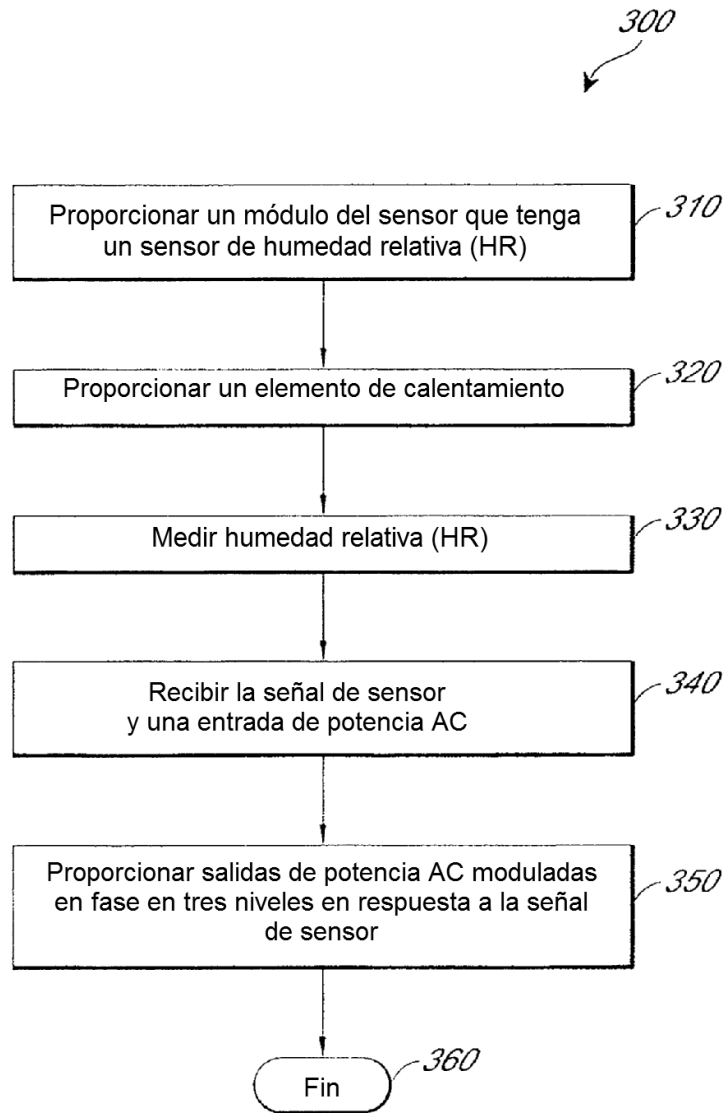 300
Proporcionar un módulo del sensor que tenga
un sensor de humedad relativa (HR)
310
Proporcionar un elemento de calentamiento
320
Medir humedad relativa (HR)
330
Recibir la señal de sensor
y una entrada de potencia AC
340
Proporcionar salidas de potencia AC moduladas
en fase en tres niveles en respuesta a la señal
de sensor
350
Fin
360